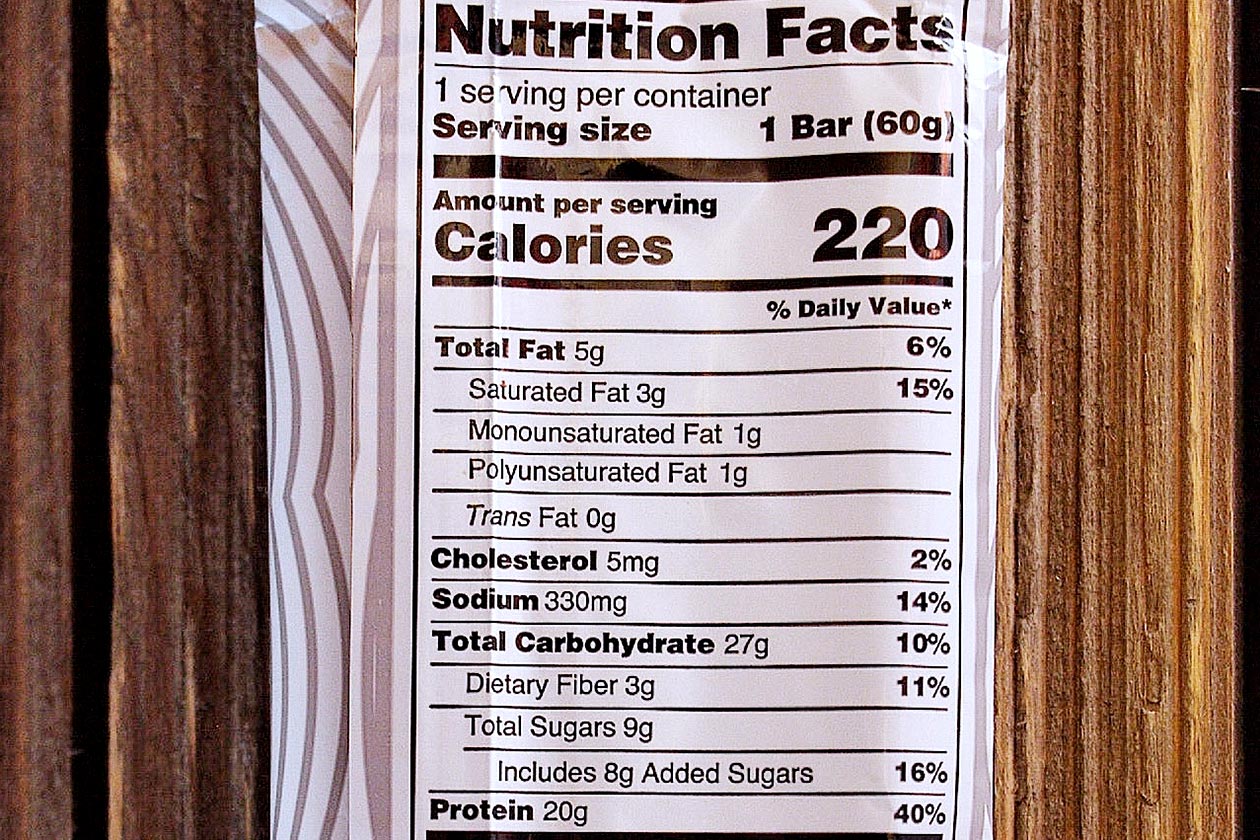 Nutrition Facts
1 serving per container
Serving size 1 Bar (60g)
Amount per serving
Calories 220
% Daily Value*
Total Fat 5g 6%
Saturated Fat 3g 15%
Monounsaturated Fat 1g
Polyunsaturated Fat 1g
Trans Fat 0g
Cholesterol 5mg 2%
Sodium 330mg 14%
Total Carbohydrate 27g 10%
Dietary Fiber 3g 11%
Total Sugars 9g
Includes 8g Added Sugars 16%
Protein 20g 40%